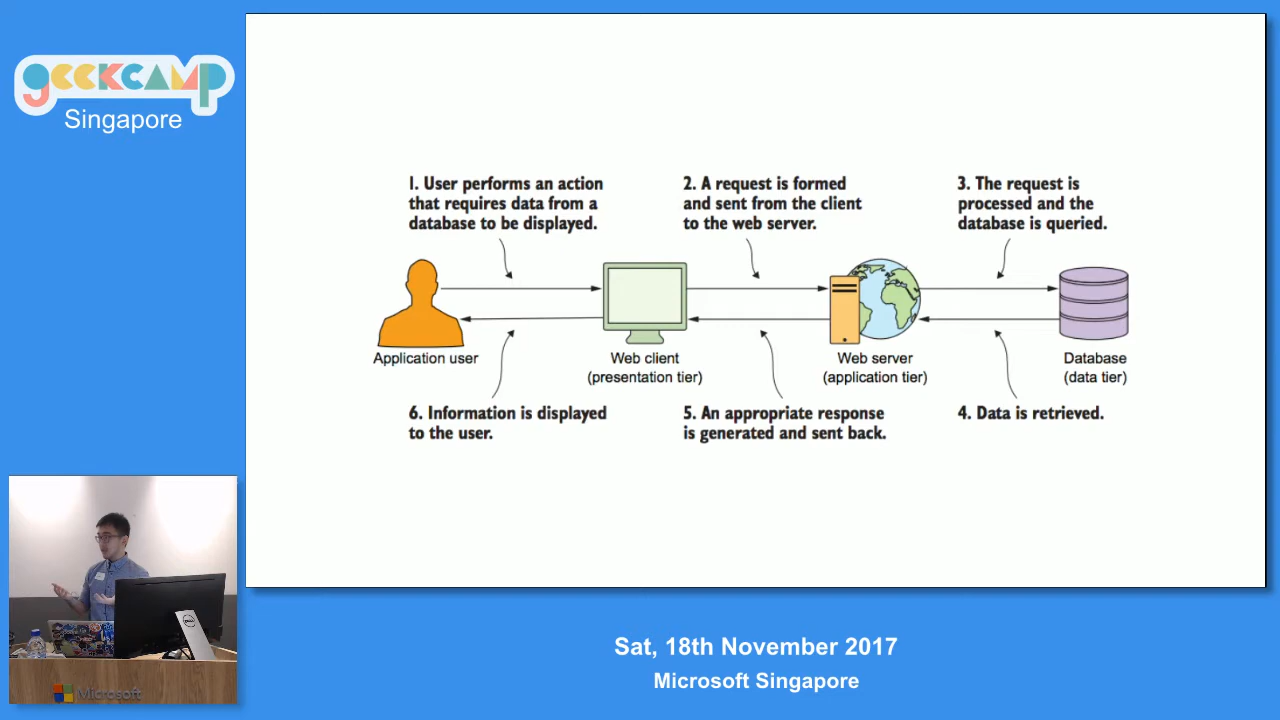 geekcamp
Singapore
1. User performs an action
that requires data from a
database to be displayed.
2. A request is formed
and sent from the client
to the web server.
3. The request is
processed and the
database is queried.
Application user
Web client
(presentation tier)
Web server
(application tier)
Database
(data tier)
6. Information is displayed
to the user.
5. An appropriate response
is generated and sent back.
4. Data is retrieved.
DELL
Microsoft
Sat, 18th November 2017
Microsoft Singapore